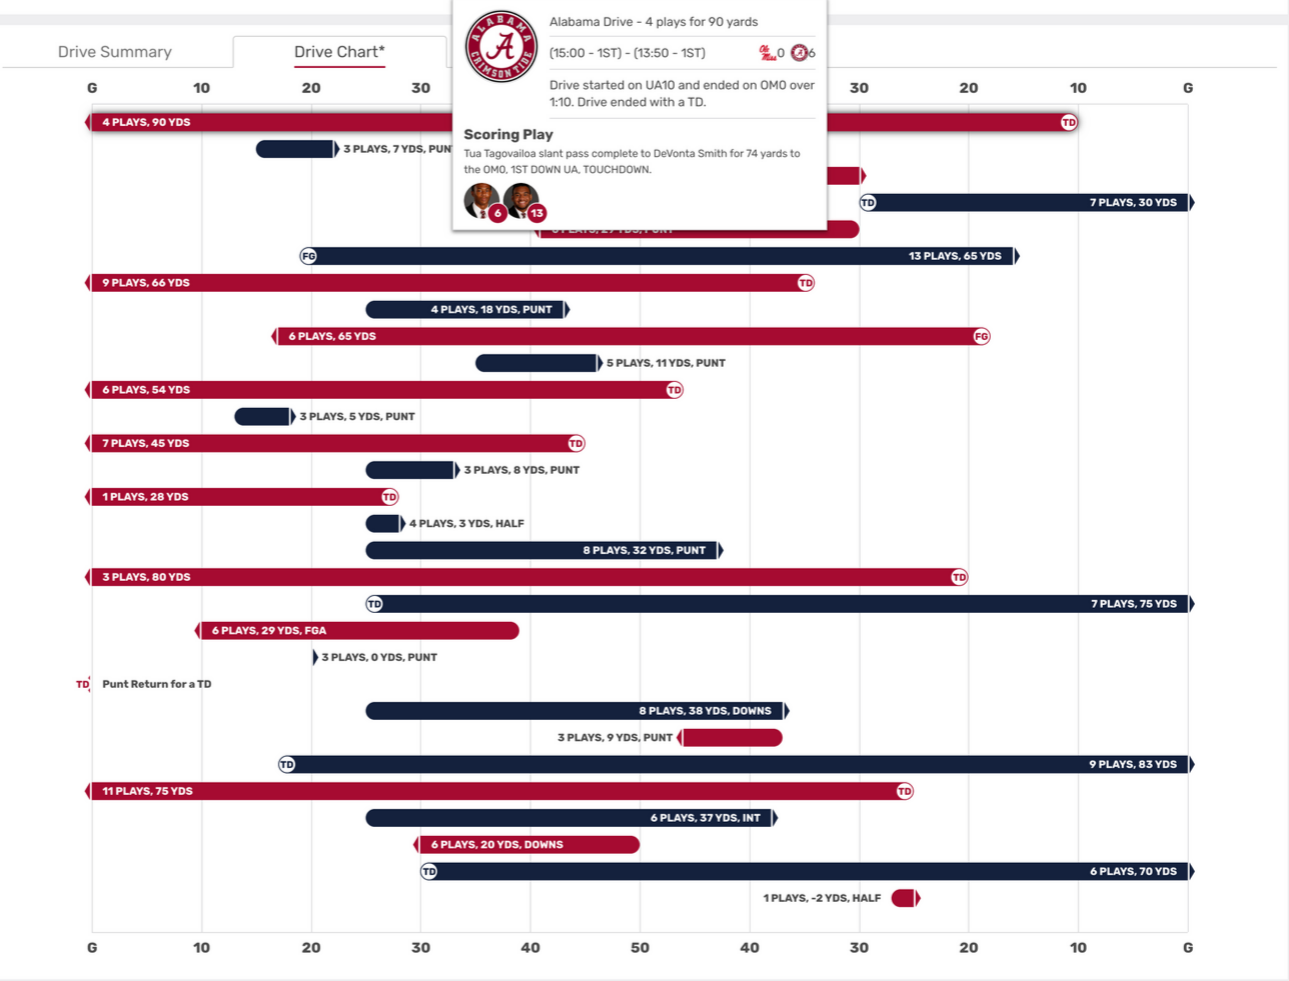 Alabama Drive - 4 plays for 90 yards
ALABAMA
A
CRIMSON TIDE
(15:00 - 1ST) - (13:50 - 1ST)
Ole Miss 0 6
Drive Summary
Drive Chart*
Drive started on UA10 and ended on OM0 over
1:10. Drive ended with a TD.
G 10 20 30 30 20 10 G
4 PLAYS, 90 YDS TD
Scoring Play
3 PLAYS, 7 YDS, PUN
Tua Tagovailoa slant pass complete to DeVonta Smith for 74 yards to
the OM0, 1ST DOWN UA, TOUCHDOWN.
6 13
TD 7 PLAYS, 30 YDS
FG 13 PLAYS, 65 YDS
9 PLAYS, 66 YDS TD
4 PLAYS, 18 YDS, PUNT
6 PLAYS, 65 YDS FG
5 PLAYS, 11 YDS, PUNT
6 PLAYS, 54 YDS TD
3 PLAYS, 5 YDS, PUNT
7 PLAYS, 45 YDS TD
3 PLAYS, 8 YDS, PUNT
1 PLAYS, 28 YDS TD
4 PLAYS, 3 YDS, HALF
8 PLAYS, 32 YDS, PUNT
3 PLAYS, 80 YDS TD
TD 7 PLAYS, 75 YDS
6 PLAYS, 29 YDS, FGA
3 PLAYS, 0 YDS, PUNT
TD Punt Return for a TD
8 PLAYS, 38 YDS, DOWNS
3 PLAYS, 9 YDS, PUNT
TD 9 PLAYS, 83 YDS
11 PLAYS, 75 YDS TD
6 PLAYS, 37 YDS, INT
6 PLAYS, 20 YDS, DOWNS
TD 6 PLAYS, 70 YDS
1 PLAYS, -2 YDS, HALF
G 10 20 30 40 50 40 30 20 10 G